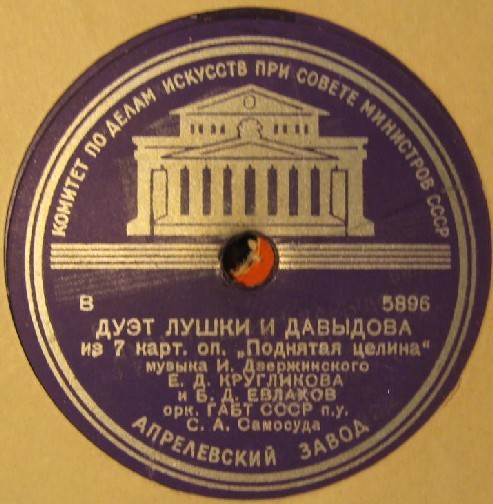 КОМИТЕТ ПО ДЕЛАМ ИСКУССТВ ПРИ СОВЕТЕ МИНИСТРОВ СССР
В 5896
ДУЭТ ЛУШКИ И ДАВЫДОВА
из 7 карт. оп. „Поднятая целина“
музыка И. Дзержинского
Е. Д. КРУГЛИКОВА
и Б. Д. ЕВЛАХОВ
орк. ГАБТ СССР п.у.
С. А. Самосуда
АПРЕЛЕВСКИЙ ЗАВОД